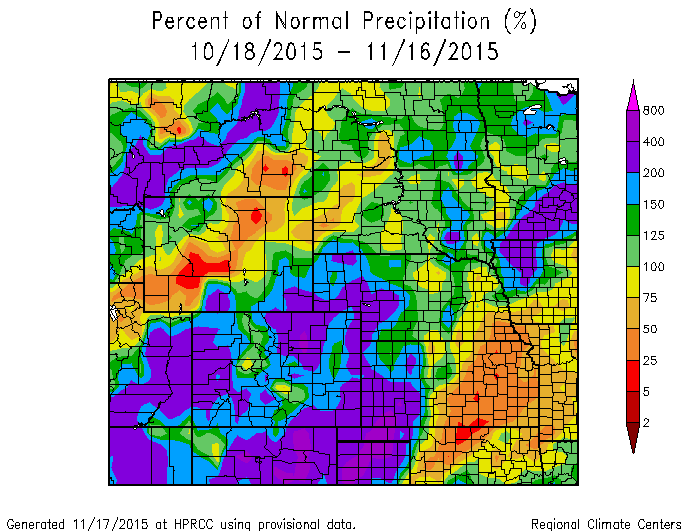 Percent of Normal Precipitation (%)
10/18/2015 – 11/16/2015
800
400
200
150
125
100
75
50
25
5
2
Generated 11/17/2015 at HPRCC using provisional data.
Regional Climate Centers